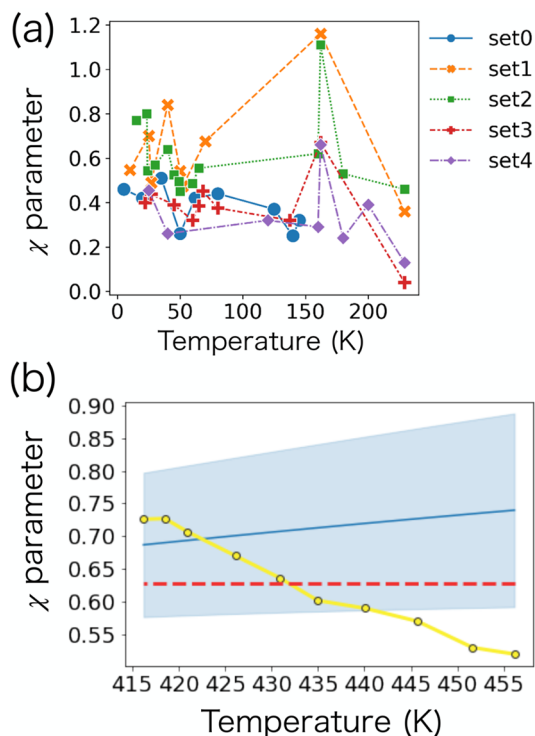 (a)
1.2
1.0
0.8
0.6
0.4
0.2
0.0
χ parameter
0 50 100 150 200
Temperature (K)
set0
set1
set2
set3
set4
(b)
0.90
0.85
0.80
0.75
0.70
0.65
0.60
0.55
χ parameter
415 420 425 430 435 440 445 450 455
Temperature (K)